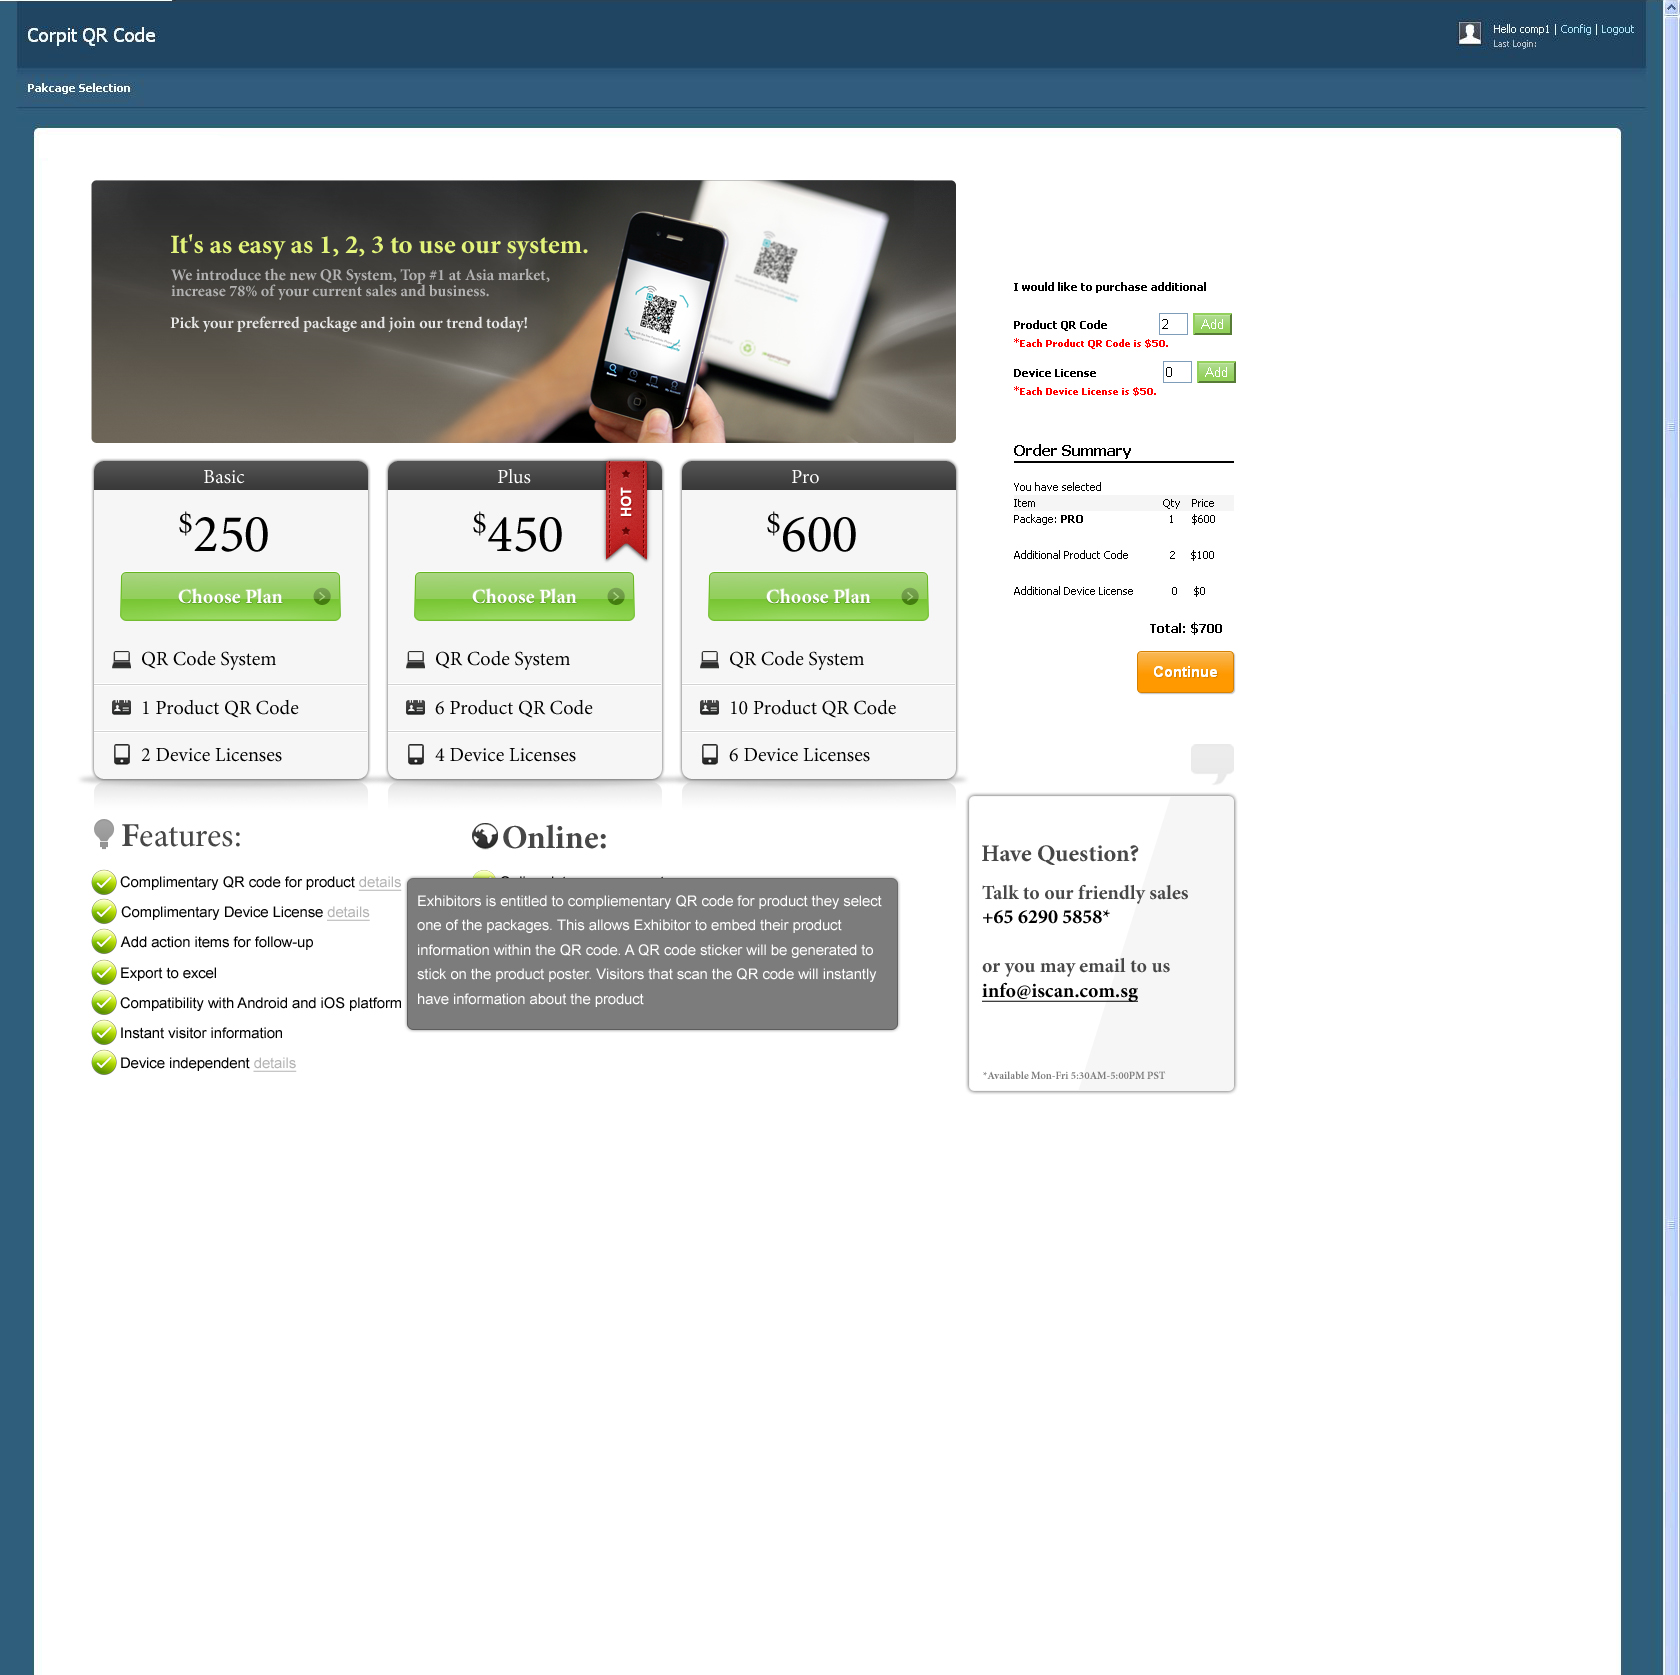 Corpit QR Code
Hello comp1 | Config | Logout
Last Login:
Pakcage Selection
It's as easy as 1, 2, 3 to use our system.
We introduce the new QR System, Top #1 at Asia market,
increase 78% of your current sales and business.
Pick your preferred package and join our trend today!
I would like to purchase additional
Product QR Code 2 Add
*Each Product QR Code is $50.
Device License 0 Add
*Each Device License is $50.
Order Summary
You have selected
Item Qty Price
Package: PRO 1 $600
Additional Product Code 2 $100
Additional Device License 0 $0
Total: $700
Continue
Basic
$250
Choose Plan
QR Code System
1 Product QR Code
2 Device Licenses
Plus
HOT
$450
Choose Plan
QR Code System
6 Product QR Code
4 Device Licenses
Pro
$600
Choose Plan
QR Code System
10 Product QR Code
6 Device Licenses
Features:
Complimentary QR code for product details
Complimentary Device License details
Add action items for follow-up
Export to excel
Compatibility with Android and iOS platform
Instant visitor information
Device independent details
Online:
Exhibitors is entitled to compliementary QR code for product they select
one of the packages. This allows Exhibitor to embed their product
information within the QR code. A QR code sticker will be generated to
stick on the product poster. Visitors that scan the QR code will instantly
have information about the product
Have Question?
Talk to our friendly sales
+65 6290 5858*
or you may email to us
info@iscan.com.sg
*Available Mon-Fri 5:30AM-5:00PM PST